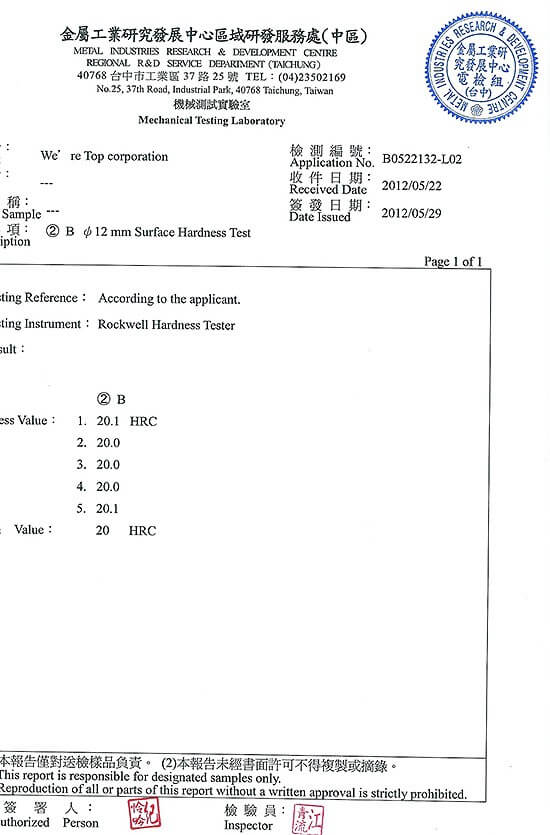 金屬工業研究發展中心區域研發服務處(中區)
METAL INDUSTRIES RESEARCH & DEVELOPMENT CENTRE
REGIONAL R&D SERVICE DEPARTMENT (TAICHUNG)
40768 台中市工業區 37 路 25 號 TEL：(04)23502169
No.25, 37th Road, Industrial Park, 40768 Taichung, Taiwan
機械測試實驗室
Mechanical Testing Laboratory
METAL INDUSTRIES RESEARCH & DEVELOPMENT CENTRE
金屬工業研
究發展中心
電檢組
(台中)
：
We're Top corporation
：
---
檢 測 編 號：
Application No. B0522132-L02
收 件 日 期：
Received Date 2012/05/22
簽 發 日 期：
Date Issued 2012/05/29
稱：
Sample ---
項： ② B ϕ12 mm Surface Hardness Test
iption
Page 1 of 1
ting Reference： According to the applicant.
ting Instrument： Rockwell Hardness Tester
sult：
② B
ess Value： 1. 20.1 HRC
2. 20.0
3. 20.0
4. 20.0
5. 20.1
Value： 20 HRC
本報告僅對送檢樣品負責。 (2)本報告未經書面許可不得複製或摘錄。
This report is responsible for designated samples only.
Reproduction of all or parts of this report without a written approval is strictly prohibited.
簽 署 人：
uthorized Person
檢 驗 員：
Inspector